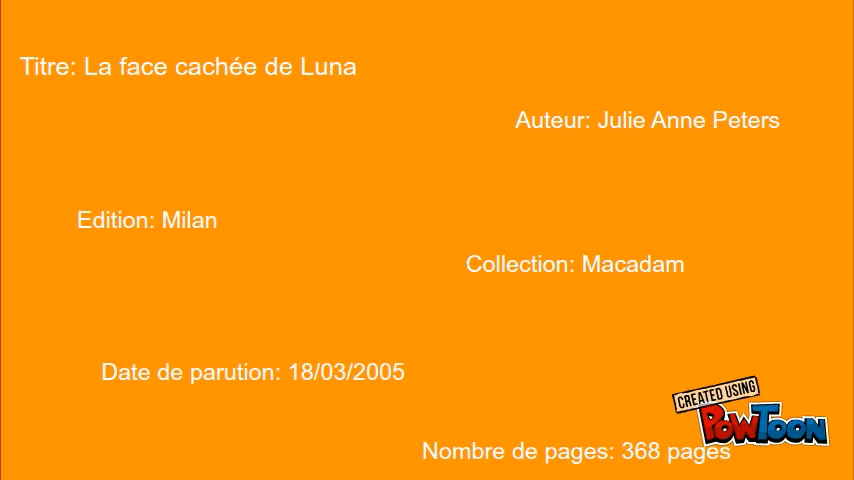 Titre: La face cachée de Luna
Auteur: Julie Anne Peters
Edition: Milan
Collection: Macadam
Date de parution: 18/03/2005
CREATED USING
POWTOON
Nombre de pages: 368 pages